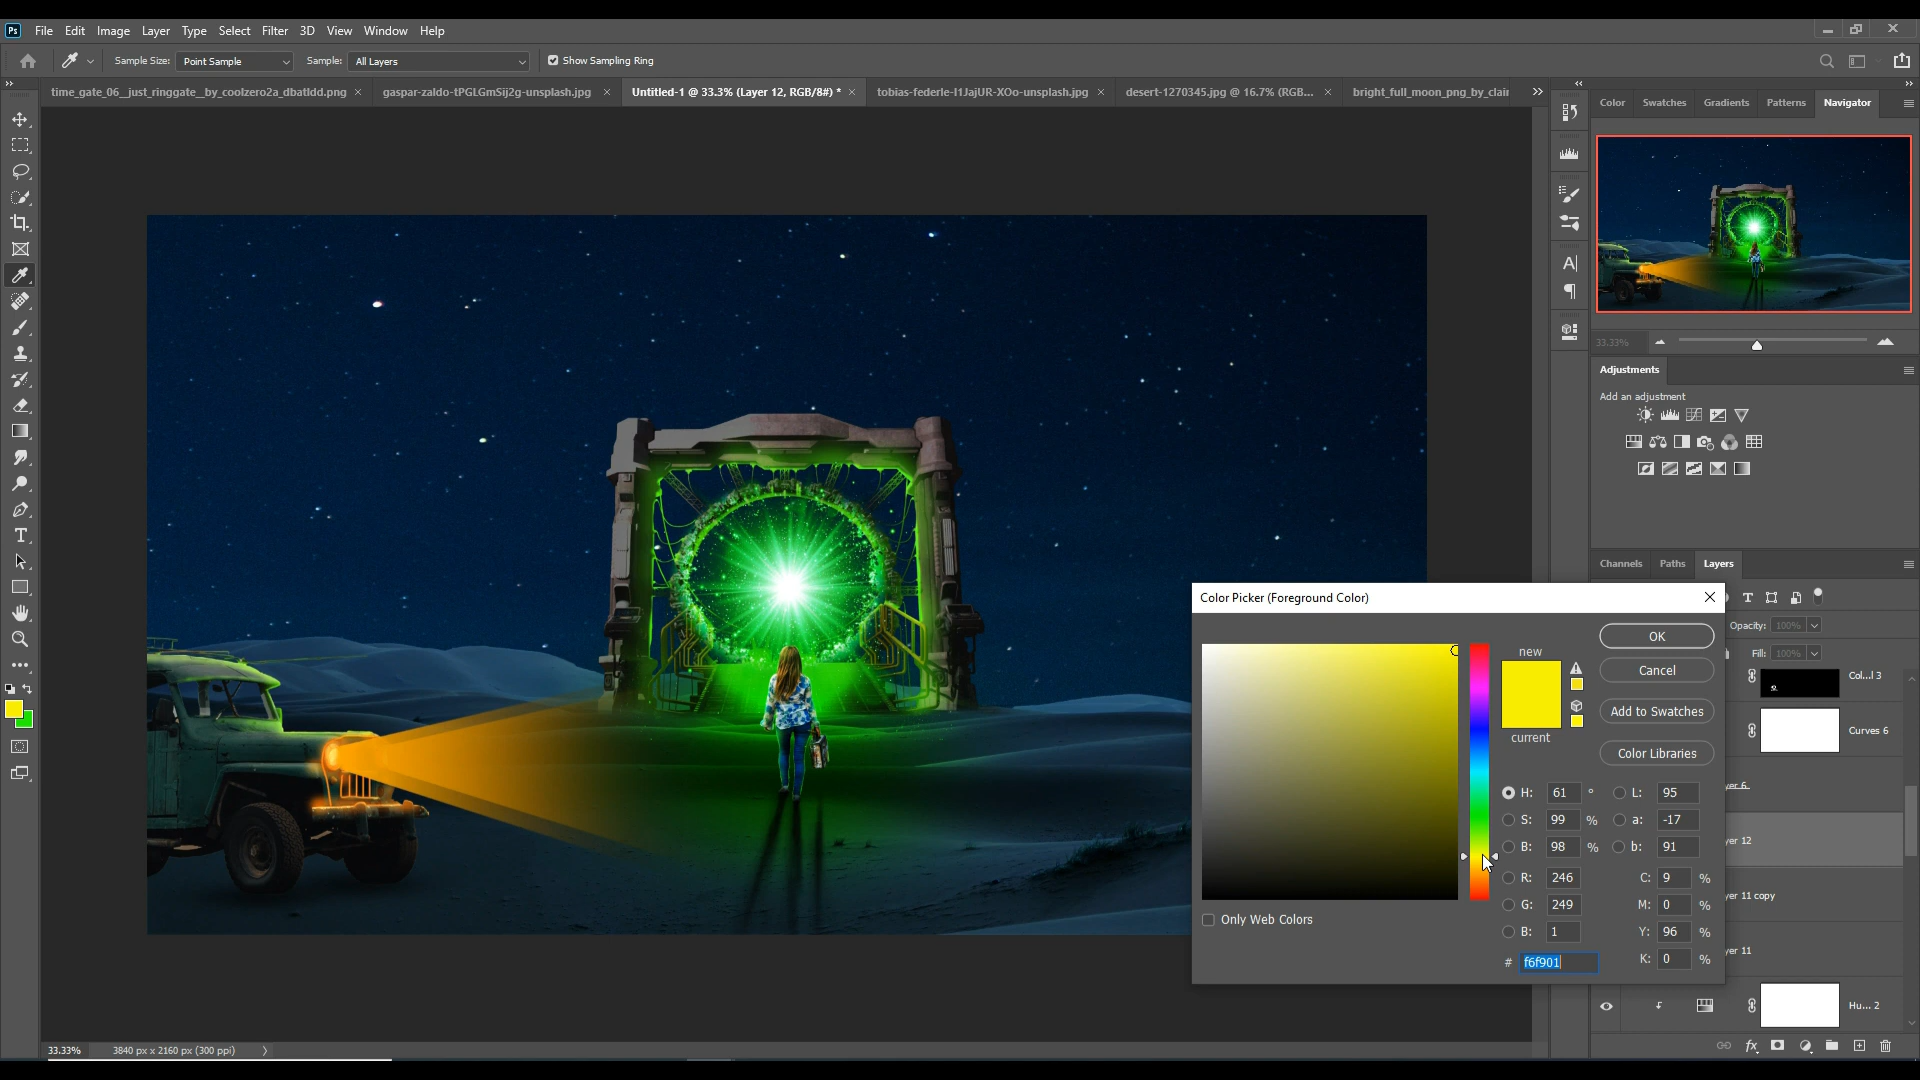 Ps File Edit Image Layer Type Select Filter 3D View Window Help
Sample Size: Point Sample Sample: All Layers Show Sampling Ring
time_gate_06__just_ringgate__by_coolzero2a_dbatldd.png × gaspar-zaldo-tPGLGmSij2g-unsplash.jpg × Untitled-1 @ 33.3% (Layer 12, RGB/8#) * × tobias-federle-I1JajUR-XOo-unsplash.jpg × desert-1270345.jpg @ 16.7% (RGB... × bright_full_moon_png_by_clair
Color Swatches Gradients Patterns Navigator
33.33%
Adjustments
Add an adjustment
Channels Paths Layers
Color Picker (Foreground Color)
Opacity: 100%
Fill: 100%
OK
new
Cancel
Add to Swatches
current
Color Libraries
Col...l 3
Curves 6
H: 61 ° L: 95
S: 99 % a: -17
B: 98 % b: 91
R: 246 C: 9 %
G: 249 M: 0 %
B: 1 Y: 96 %
# f6f901 K: 0 %
Only Web Colors
yer 6
yer 12
yer 11 copy
yer 11
Hu... 2
33.33% 3840 px x 2160 px (300 ppi)